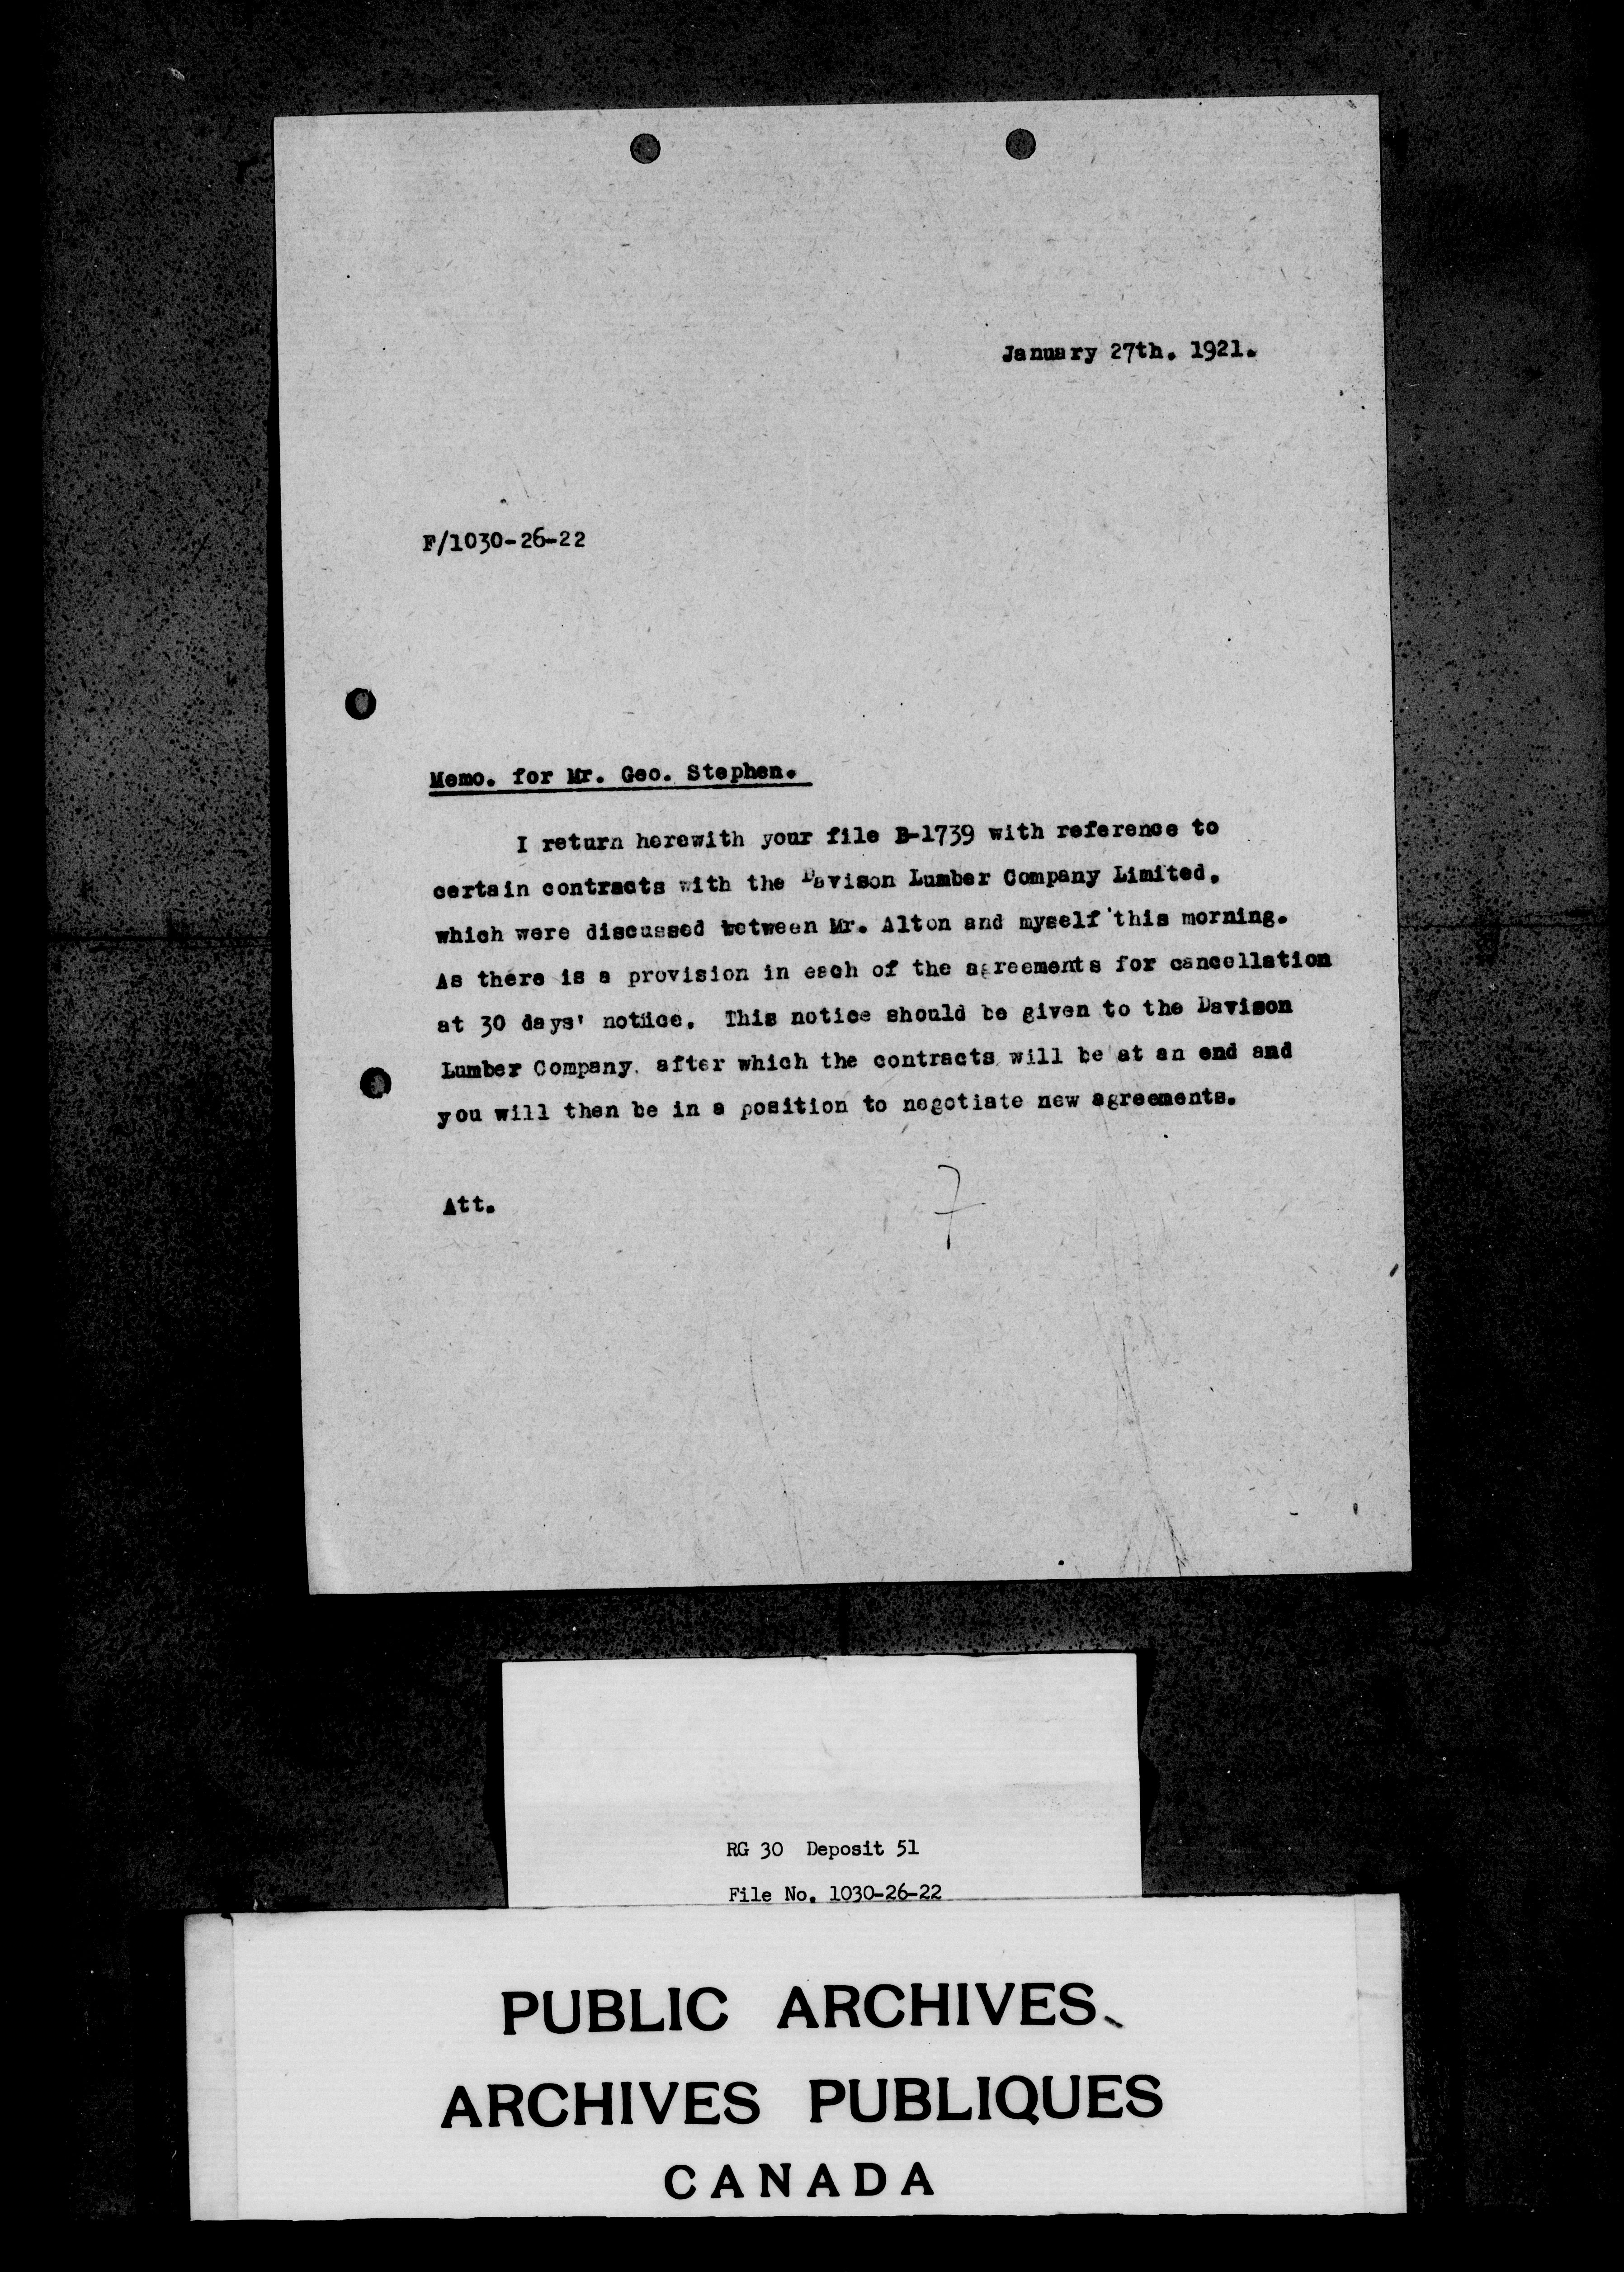 January 27th. 1921.
F/1030-26-22
Memo. for Mr. Geo. Stephen.
I return herewith your file B-1739 with reference to
certain contracts with the Davison Lumber Company Limited,
which were discussed between Mr. Alton and myself this morning.
As there is a provision in each of the agreements for cancellation
at 30 days' notiice. This notice should be given to the Davison
Lumber Company. after which the contracts will be at an end and
you will then be in a position to negotiate new agreements.
7
Att.
RG 30 Deposit 51
File No. 1030-26-22
PUBLIC ARCHIVES
ARCHIVES PUBLIQUES
CANADA